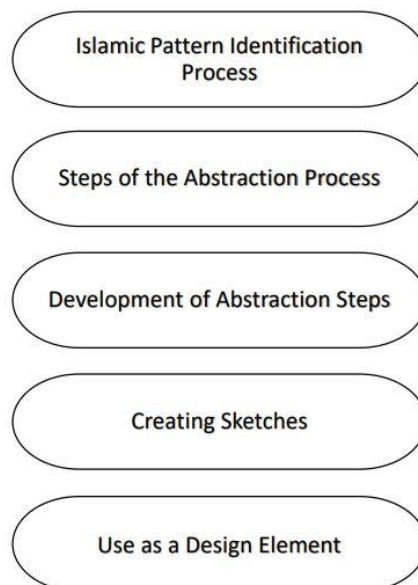 Islamic Pattern Identification
Process
Steps of the Abstraction Process
Development of Abstraction Steps
Creating Sketches
Use as a Design Element